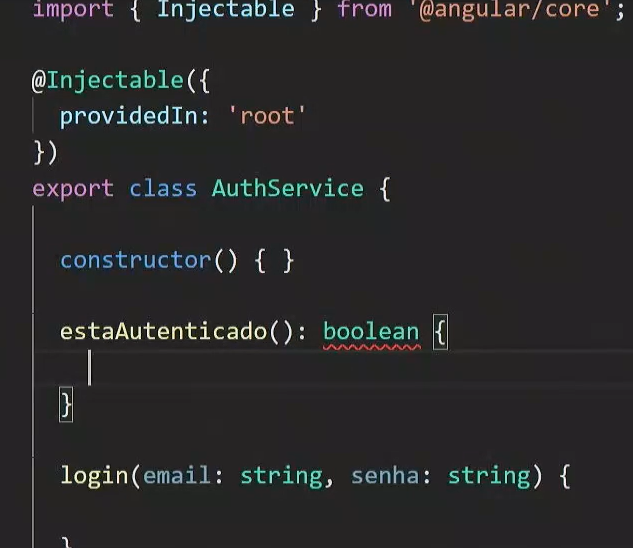 import { Injectable } from '@angular/core';
@Injectable({
providedIn: 'root'
})
export class AuthService {
constructor() { }
estaAutenticado(): boolean {
}
login(email: string, senha: string) {
}